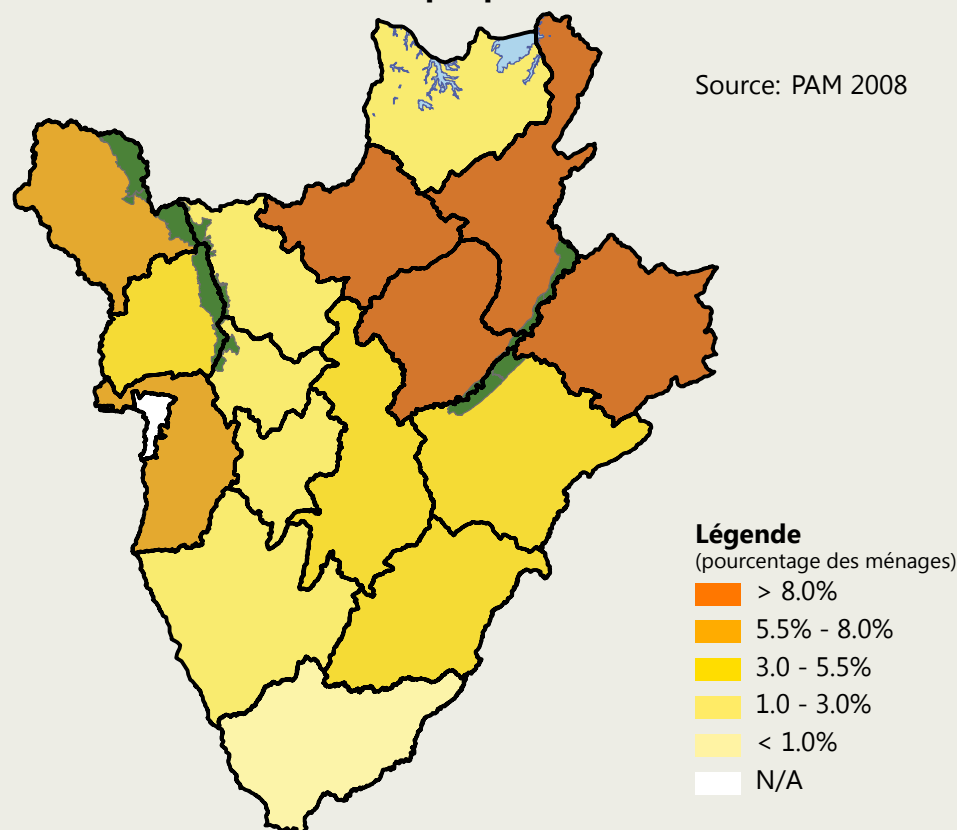 Source: PAM 2008
Légende
(pourcentage des ménages)
> 8.0%
5.5% - 8.0%
3.0 - 5.5%
1.0 - 3.0%
< 1.0%
N/A